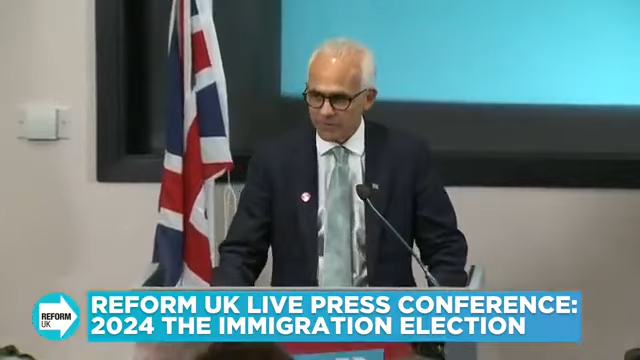 REFORM UK LIVE PRESS CONFERENCE:
2024 THE IMMIGRATION ELECTION
REFORM
UK